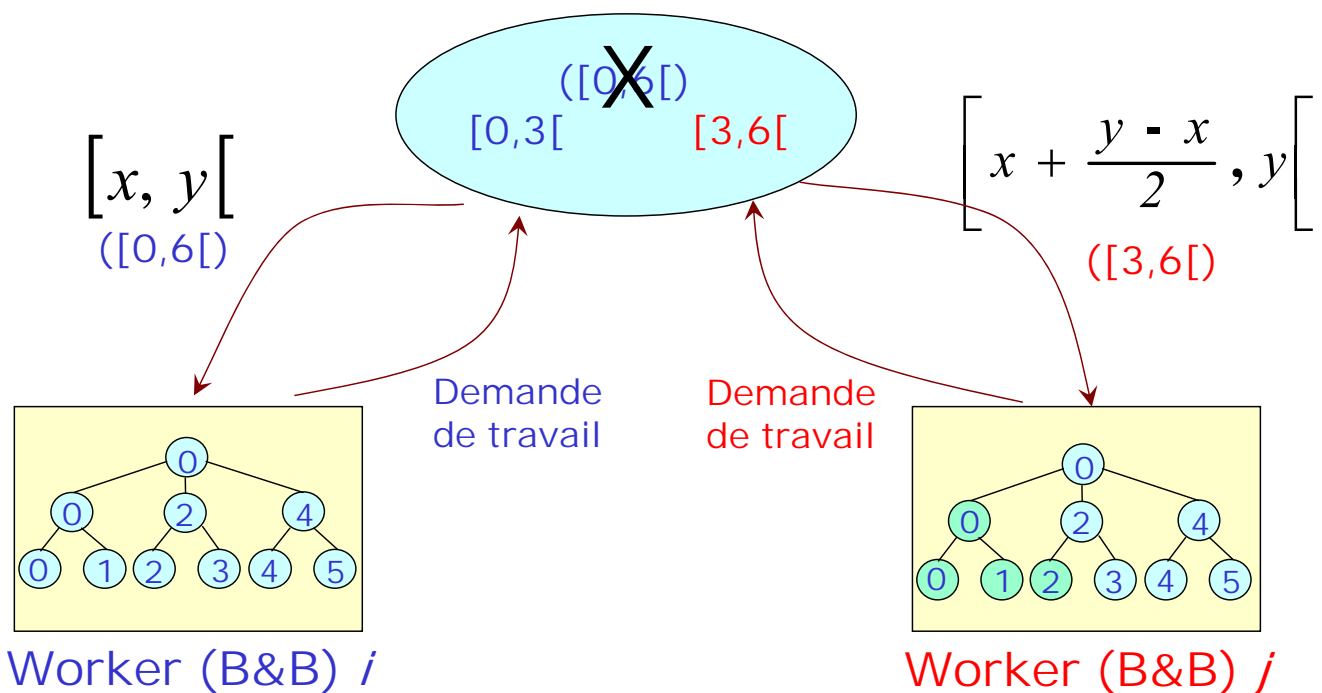 ([0,6[)
[0,3[ [3,6[
[x, y[
([0,6[)
[x + \frac{y - x}{2}, y[
([3,6[)
Demande
de travail
Demande
de travail
0
0 2 4
0 1 2 3 4 5
Worker (B&B) i
0
0 2 4
0 1 2 3 4 5
Worker (B&B) j